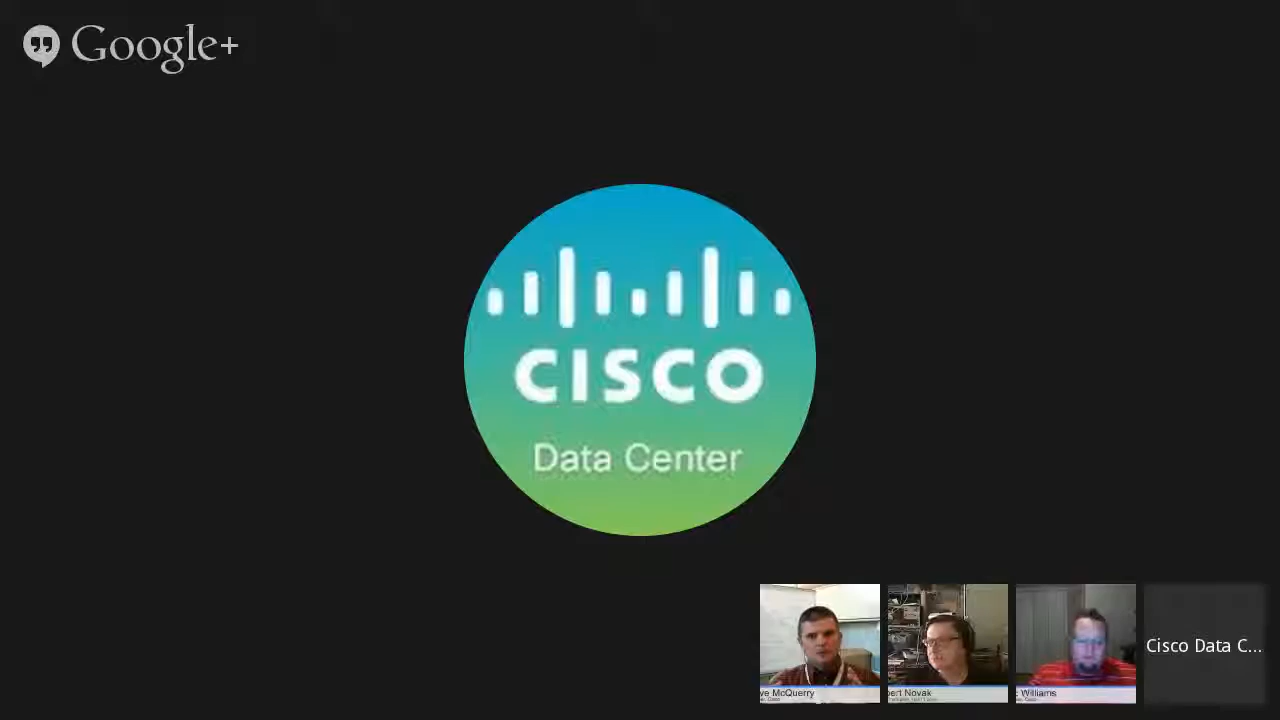 Google+
CISCO
Data Center
ve McQuerry
bert Novak
Williams
Cisco Data C...